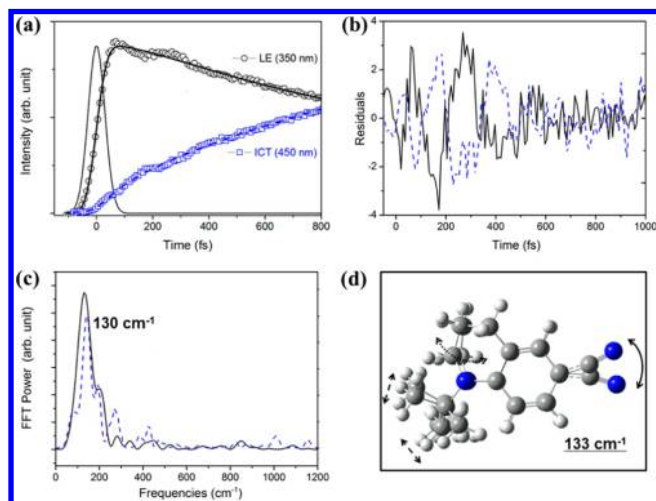 (a)
LE (350 nm)
ICT (450 nm)
Intensity (arb. unit)
0 200 400 600 800
Time (fs)
(b)
4
2
0
-2
-4
Residuals
0 200 400 600 800 1000
Time (fs)
(c)
130 cm-1
FFT Power (arb. unit)
0 200 400 600 800 1000 1200
Frequencies (cm-1)
(d)
133 cm-1